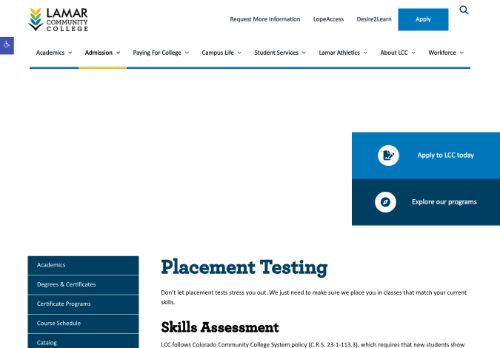 LAMAR
COMMUNITY
COLLEGE
Request More Information LopeAccess Desire2Learn Apply
Academics Admission Paying For College Campus Life Student Services Lamar Athletics About LCC Workforce
Apply to LCC today
Explore our programs
Academics
Degrees & Certificates
Certificate Programs
Course Schedule
Catalog
Placement Testing
Don't let placement tests stress you out. We just need to make sure we place you in classes that match your current
skills.
Skills Assessment
LCC follows Colorado Community College System policy (C.R.S. 23-1-113.3), which requires that new students show